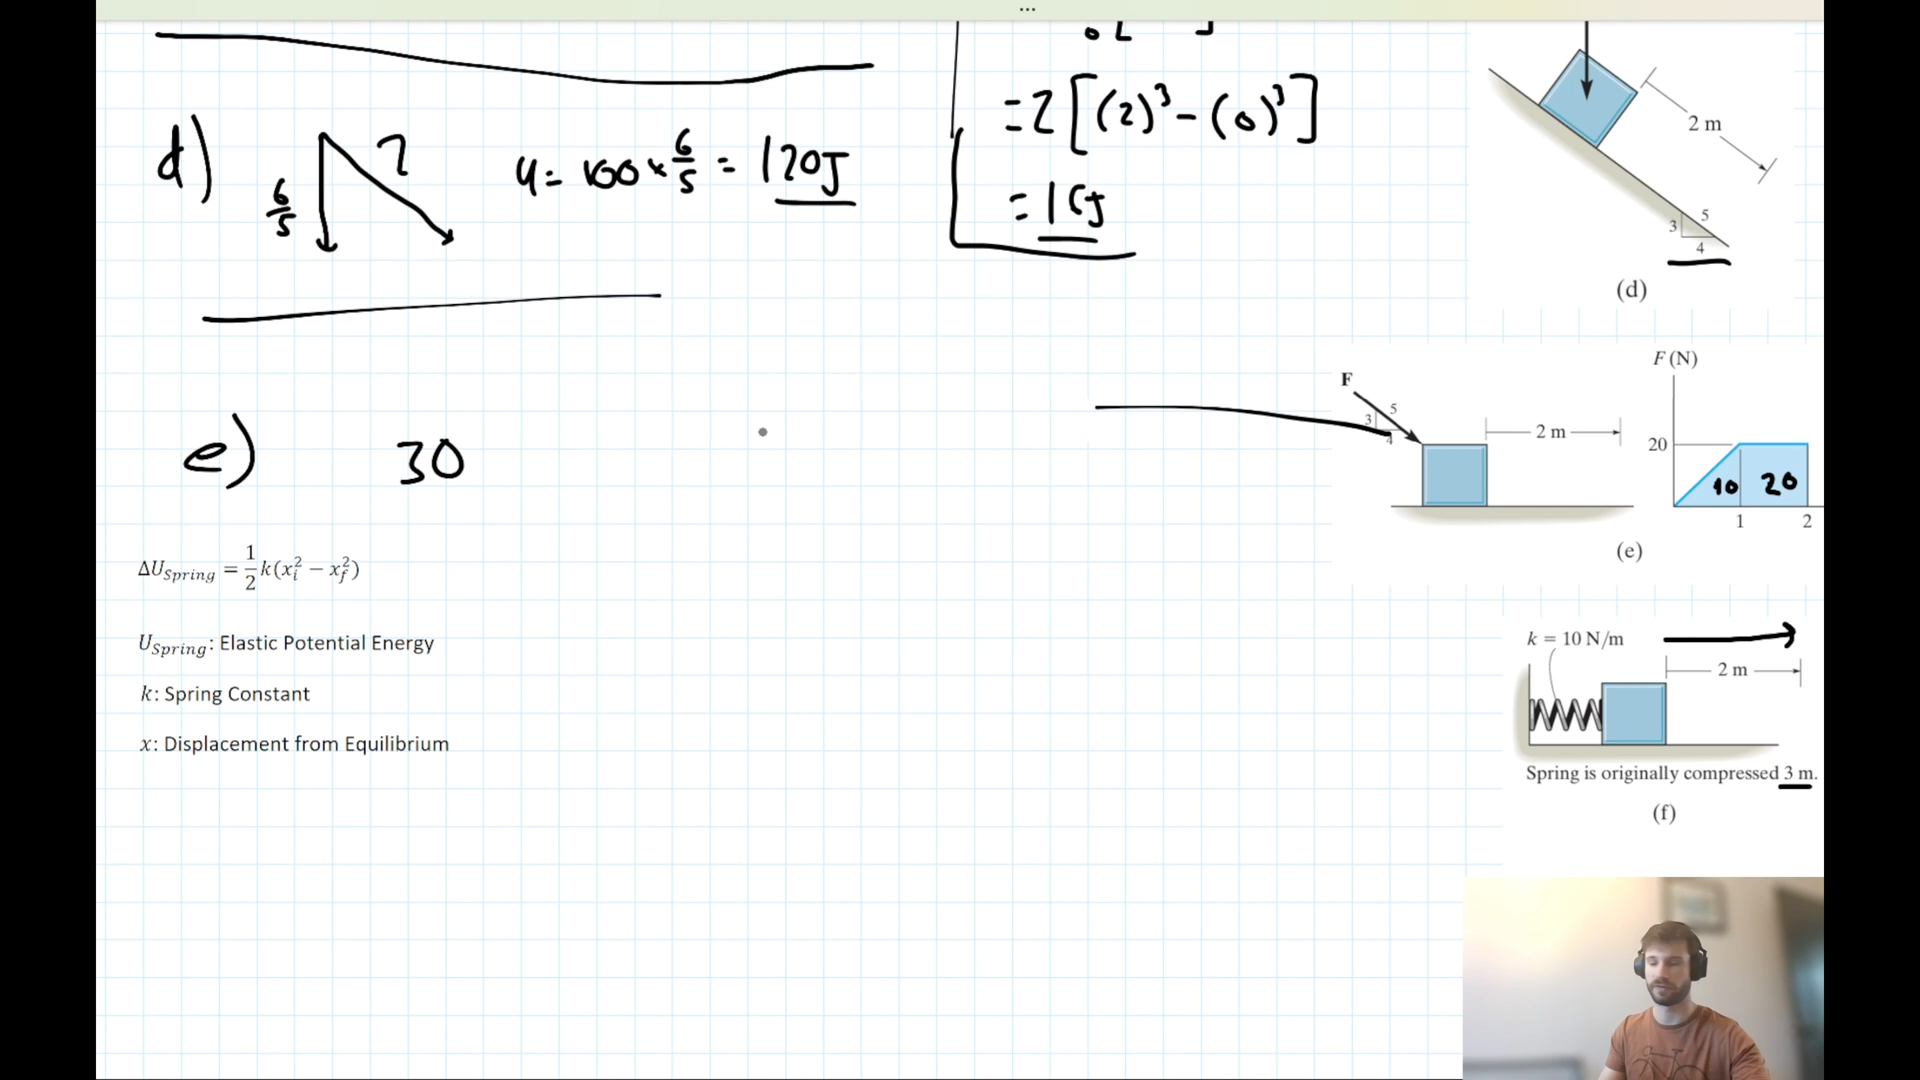 ...
= 2 [(2)³ - (0)³]
= 16J
d) 2
6/5
U = 100 × 6/5 = 120J
2 m
3 5
4
(d)
e) 30
F
3 5
4
2 m
F (N)
20
10 20
1 2
(e)
ΔU_Spring = 1/2 k(x_i² − x_f²)
U_Spring: Elastic Potential Energy
k: Spring Constant
x: Displacement from Equilibrium
k = 10 N/m
2 m
Spring is originally compressed 3 m.
(f)